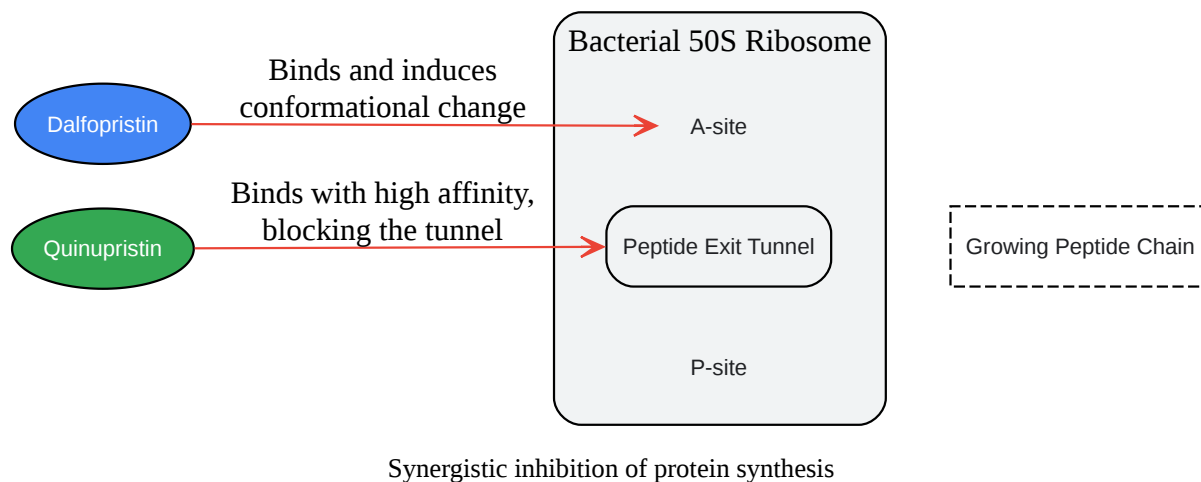 Bacterial 50S Ribosome
Binds and induces
conformational change
Dalfopristin
A-site
Binds with high affinity,
blocking the tunnel
Quinupristin
Peptide Exit Tunnel
Growing Peptide Chain
P-site
Synergistic inhibition of protein synthesis